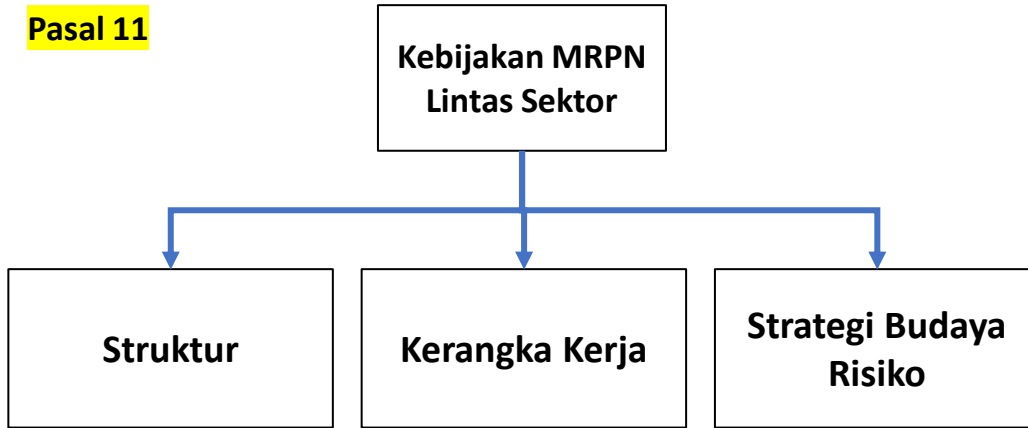 Pasal 11
Kebijakan MRPN
Lintas Sektor
Struktur
Kerangka Kerja
Strategi Budaya
Risiko